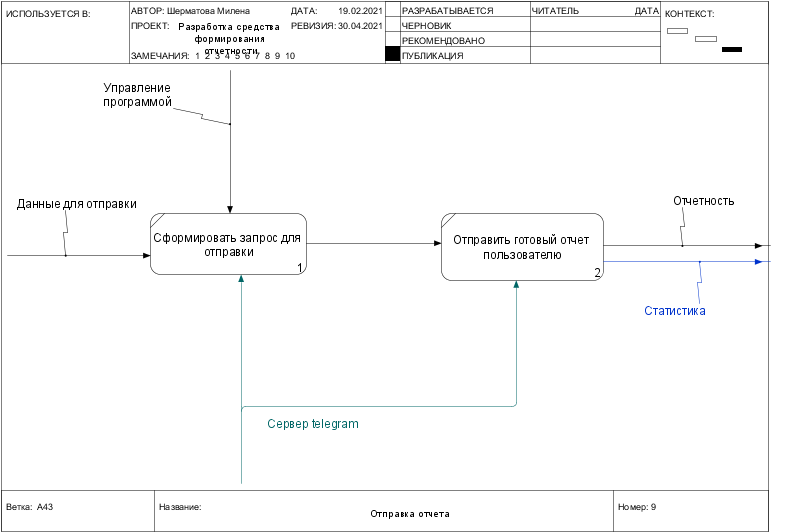 ИСПОЛЬЗУЕТСЯ В:
АВТОР: Шерматова Милена
ДАТА: 19.02.2021
ПРОЕКТ: Разработка средства
формирования
отчетности
РЕВИЗИЯ: 30.04.2021
ЗАМЕЧАНИЯ: 1 2 3 4 5 6 7 8 9 10
РАЗРАБАТЫВАЕТСЯ
ЧЕРНОВИК
РЕКОМЕНДОВАНО
ПУБЛИКАЦИЯ
ЧИТАТЕЛЬ ДАТА
КОНТЕКСТ:
Управление
программой
Данные для отправки
Сформировать запрос для
отправки
1
Отправить готовый отчет
пользователю
2
Отчетность
Статистика
Сервер telegram
Ветка: A43
Название:
Отправка отчета
Номер: 9